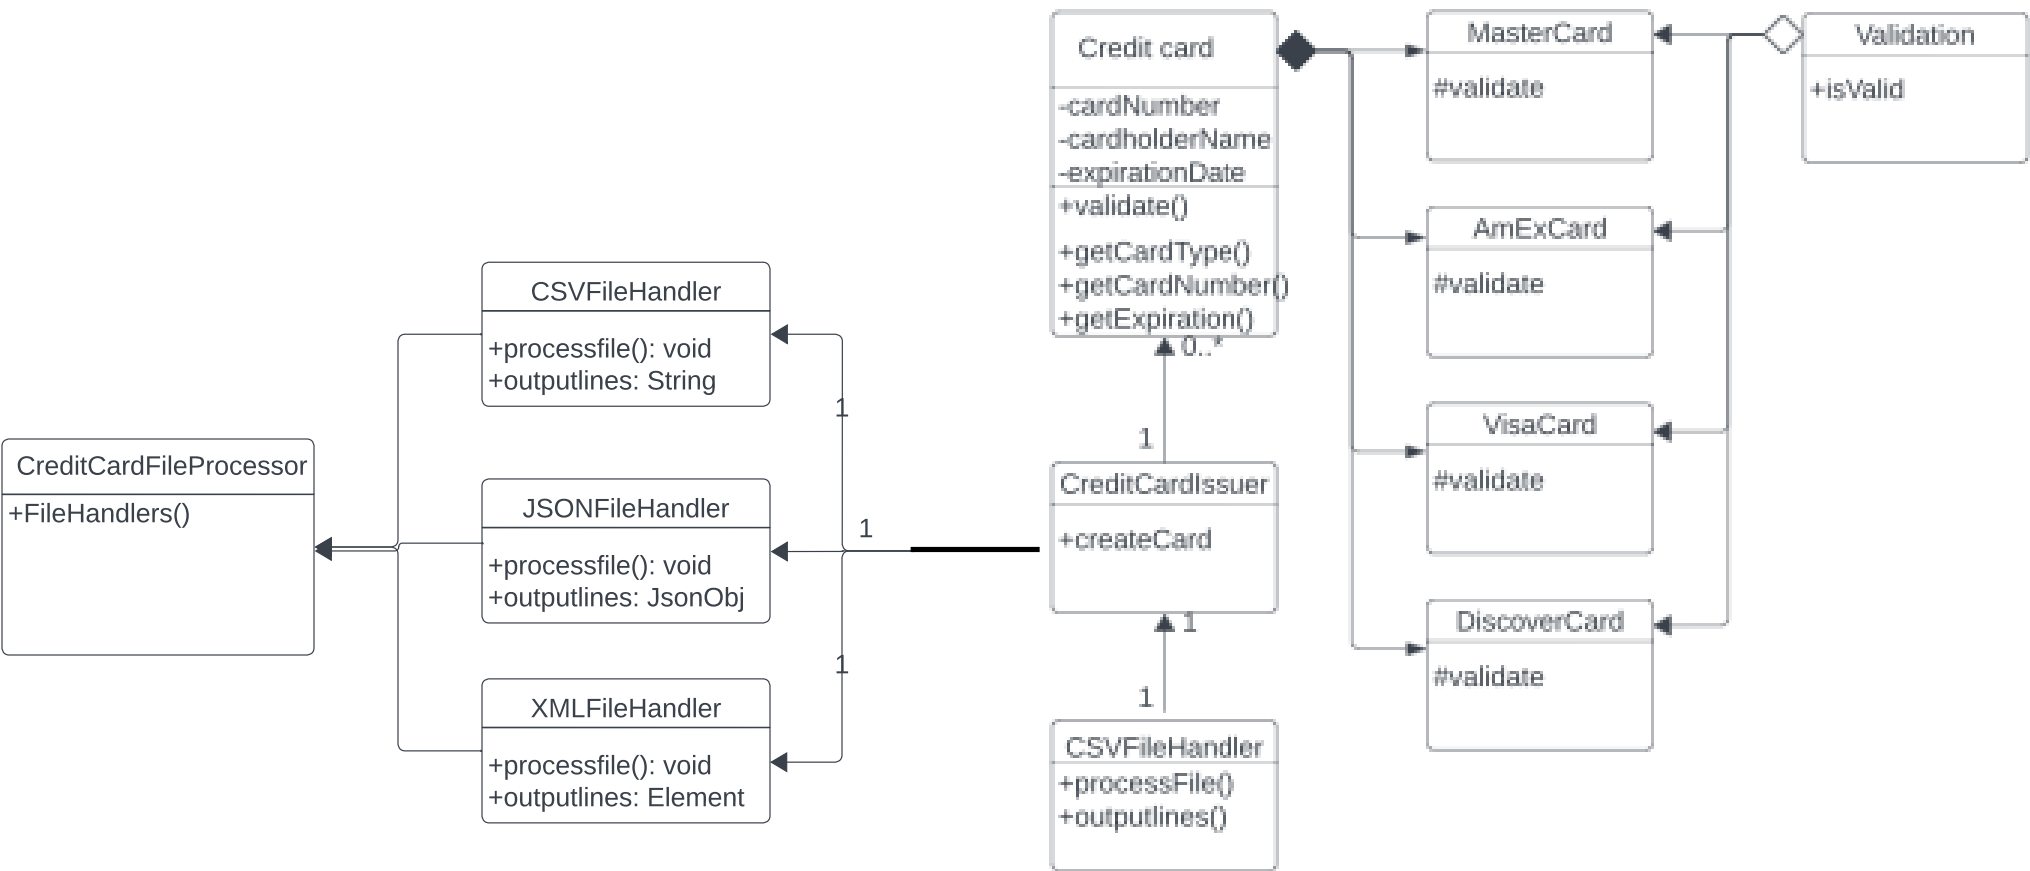 CreditCardFileProcessor
+FileHandlers()
CSVFileHandler
+processfile(): void
+outputlines: String
1
JSONFileHandler
+processfile(): void
+outputlines: JsonObj
1
XMLFileHandler
+processfile(): void
+outputlines: Element
1
Credit card
-cardNumber
-cardholderName
-expirationDate
+validate()
+getCardType()
+getCardNumber()
+getExpiration()
0..*
1
CreditCardIssuer
+createCard
1
1
CSVFileHandler
+processFile()
+outputlines()
MasterCard
#validate
AmExCard
#validate
VisaCard
#validate
DiscoverCard
#validate
Validation
+isValid